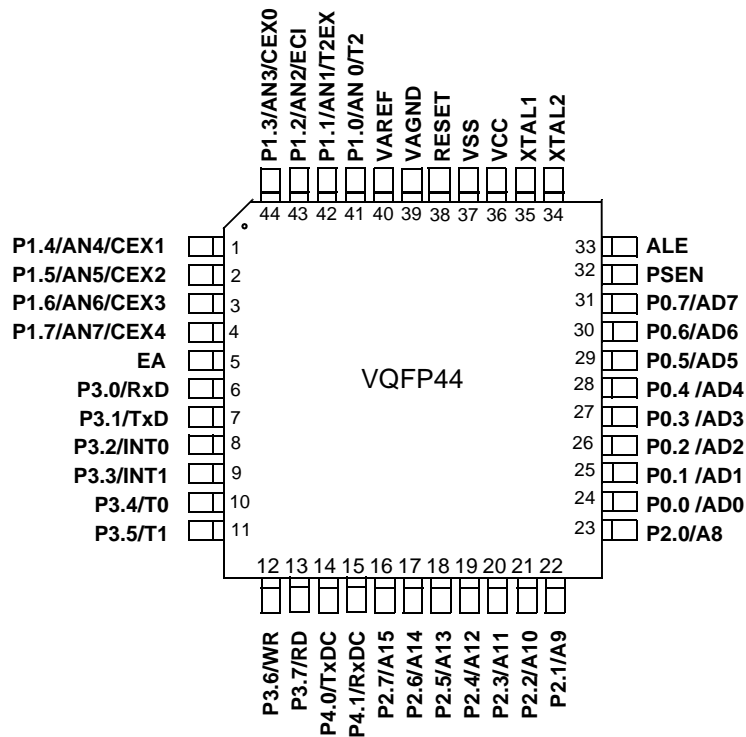 P1.3/AN3/CEX0
P1.2/AN2/ECI
P1.1/AN1/T2EX
P1.0/AN 0/T2
VAREF
VAGND
RESET
VSS
VCC
XTAL1
XTAL2
44 43 42 41 40 39 38 37 36 35 34
P1.4/AN4/CEX1 1
P1.5/AN5/CEX2 2
P1.6/AN6/CEX3 3
P1.7/AN7/CEX4 4
EA 5
P3.0/RxD 6
P3.1/TxD 7
P3.2/INT0 8
P3.3/INT1 9
P3.4/T0 10
P3.5/T1 11
VQFP44
33 ALE
32 PSEN
31 P0.7/AD7
30 P0.6/AD6
29 P0.5/AD5
28 P0.4 /AD4
27 P0.3 /AD3
26 P0.2 /AD2
25 P0.1 /AD1
24 P0.0 /AD0
23 P2.0/A8
12 13 14 15 16 17 18 19 20 21 22
P3.6/WR
P3.7/RD
P4.0/TxDC
P4.1/RxDC
P2.7/A15
P2.6/A14
P2.5/A13
P2.4/A12
P2.3/A11
P2.2/A10
P2.1/A9